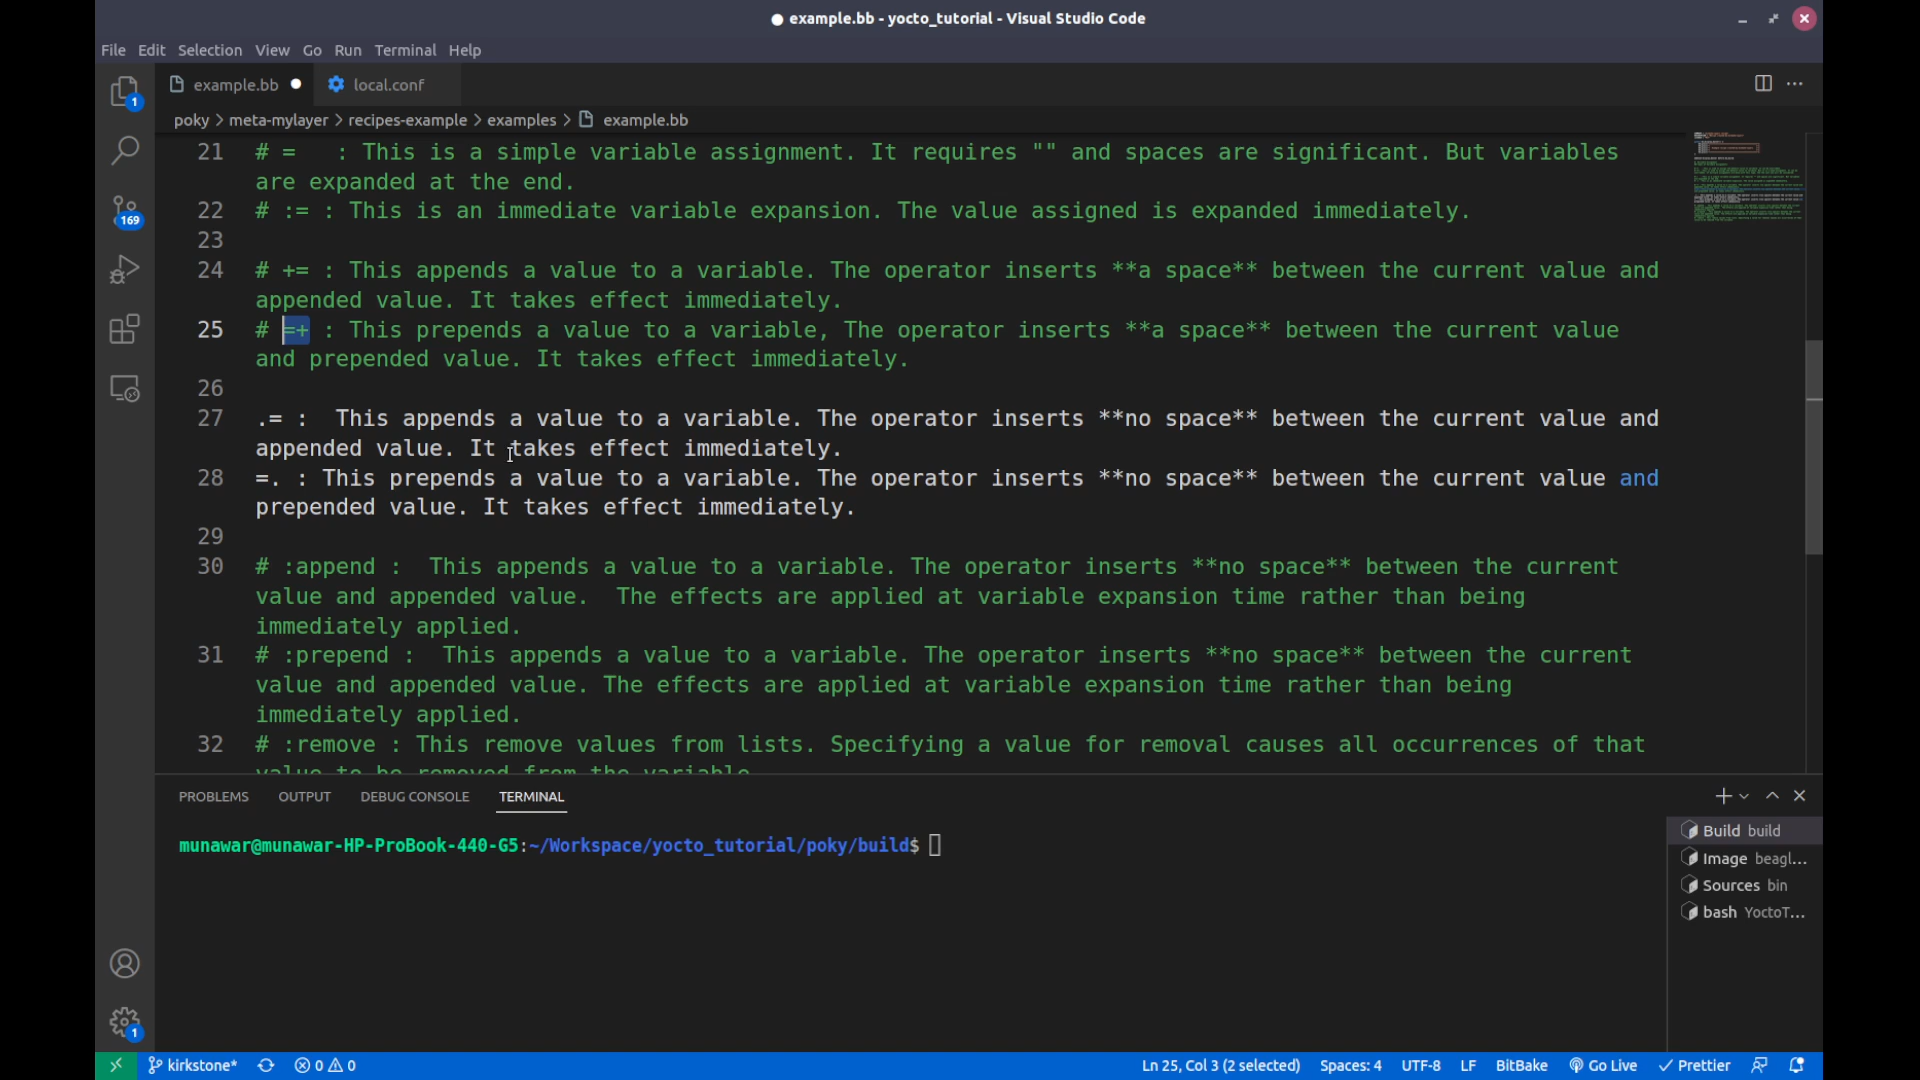 ● example.bb - yocto_tutorial - Visual Studio Code
File Edit Selection View Go Run Terminal Help
example.bb ● local.conf
poky > meta-mylayer > recipes-example > examples > example.bb
21 # =   : This is a simple variable assignment. It requires "" and spaces are significant. But variables
are expanded at the end.
22 # := : This is an immediate variable expansion. The value assigned is expanded immediately.
23
24 # += : This appends a value to a variable. The operator inserts **a space** between the current value and
appended value. It takes effect immediately.
25 # =+ : This prepends a value to a variable, The operator inserts **a space** between the current value
and prepended value. It takes effect immediately.
26
27 .= :  This appends a value to a variable. The operator inserts **no space** between the current value and
appended value. It takes effect immediately.
28 =. : This prepends a value to a variable. The operator inserts **no space** between the current value and
prepended value. It takes effect immediately.
29
30 # :append :  This appends a value to a variable. The operator inserts **no space** between the current
value and appended value.  The effects are applied at variable expansion time rather than being
immediately applied.
31 # :prepend :  This appends a value to a variable. The operator inserts **no space** between the current
value and appended value. The effects are applied at variable expansion time rather than being
immediately applied.
32 # :remove : This remove values from lists. Specifying a value for removal causes all occurrences of that
value to be removed from the variable
1
169
1
PROBLEMS OUTPUT DEBUG CONSOLE TERMINAL
munawar@munawar-HP-ProBook-440-G5:~/Workspace/yocto_tutorial/poky/build$
Build build
Image beagl...
Sources bin
bash YoctoT...
kirkstone* 0 0 Ln 25, Col 3 (2 selected) Spaces: 4 UTF-8 LF BitBake Go Live Prettier